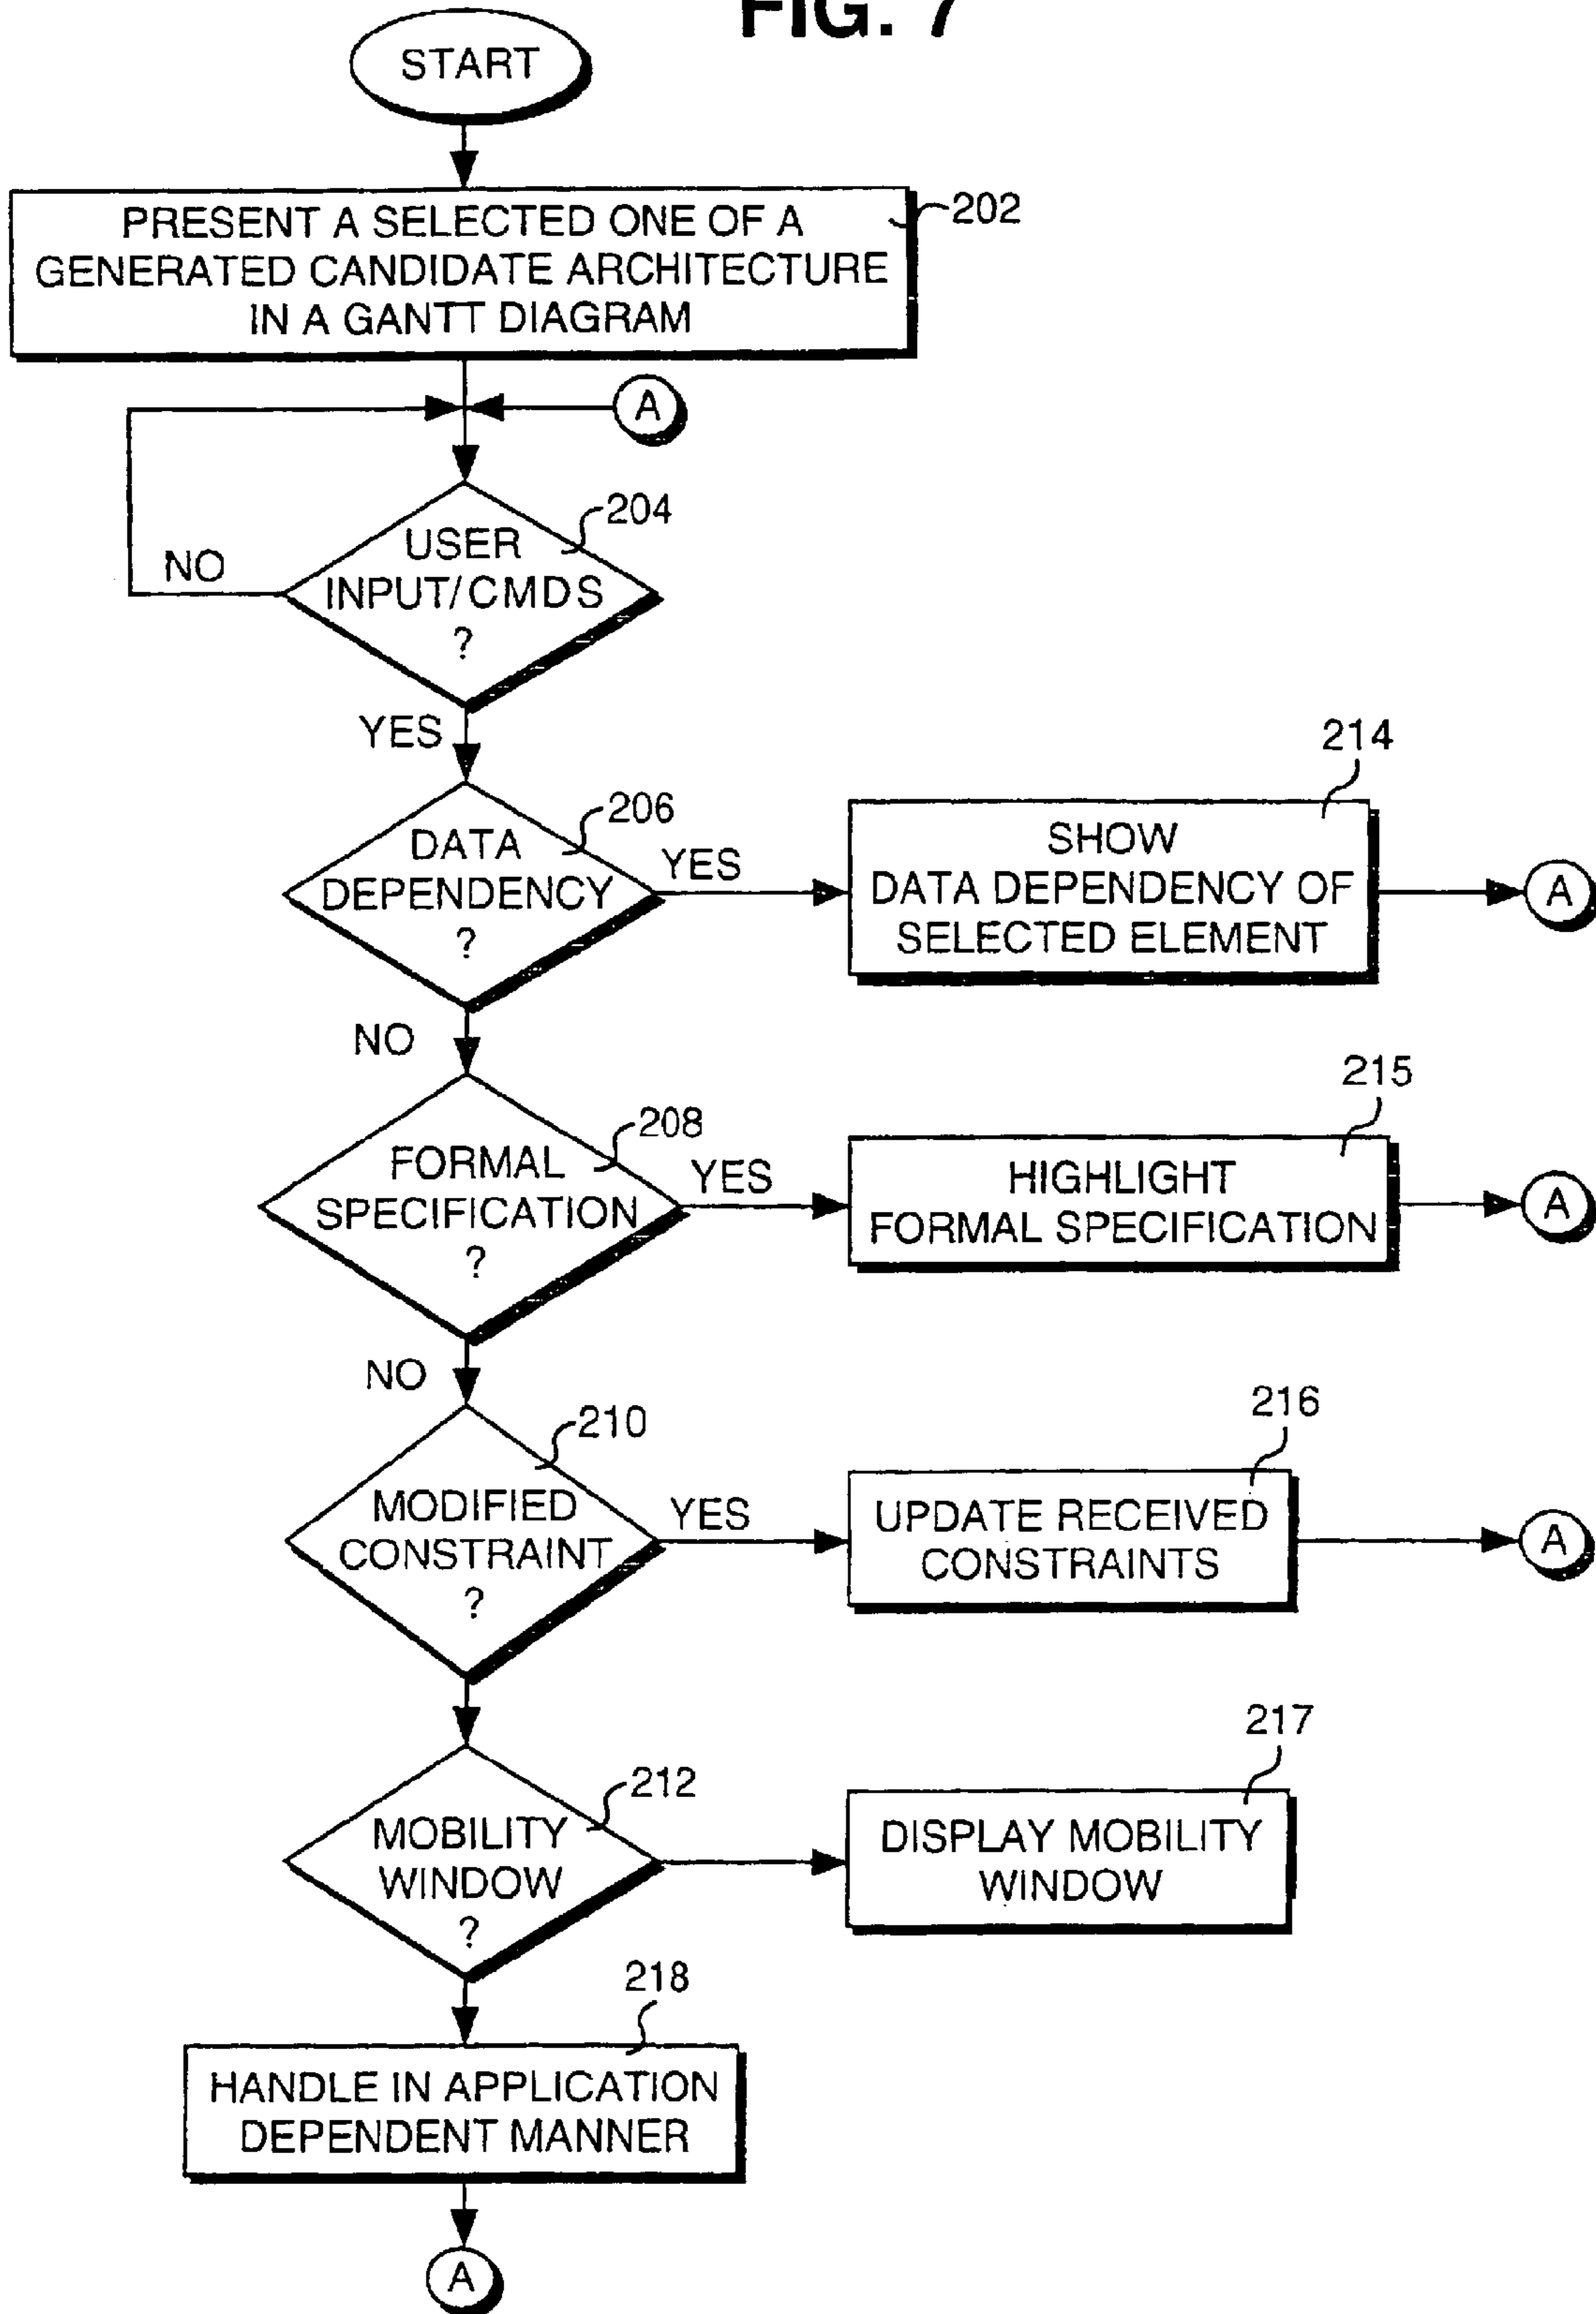 FIG. 7
START
202
PRESENT A SELECTED ONE OF A
GENERATED CANDIDATE ARCHITECTURE
IN A GANTT DIAGRAM
A
204
USER
INPUT/CMDS
?
NO
YES
206
DATA
DEPENDENCY
?
YES
214
SHOW
DATA DEPENDENCY OF
SELECTED ELEMENT
A
NO
208
FORMAL
SPECIFICATION
?
YES
215
HIGHLIGHT
FORMAL SPECIFICATION
A
NO
210
MODIFIED
CONSTRAINT
?
YES
216
UPDATE RECEIVED
CONSTRAINTS
A
212
MOBILITY
WINDOW
?
217
DISPLAY MOBILITY
WINDOW
218
HANDLE IN APPLICATION
DEPENDENT MANNER
A